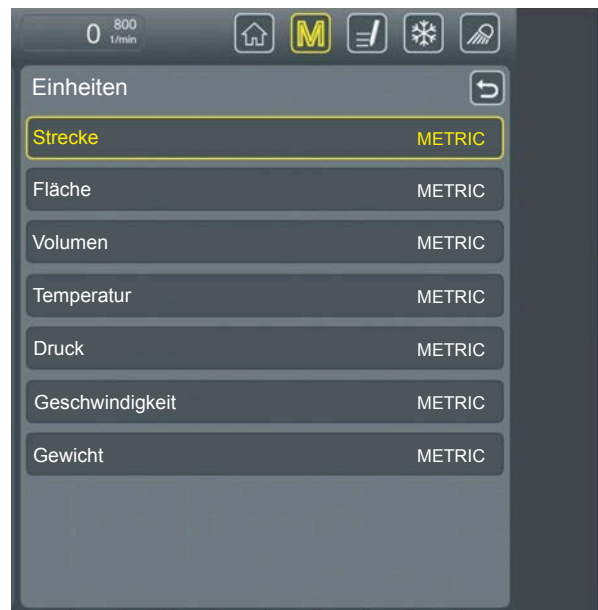 0 800
1/min
M
Einheiten
Strecke METRIC
Fläche METRIC
Volumen METRIC
Temperatur METRIC
Druck METRIC
Geschwindigkeit METRIC
Gewicht METRIC